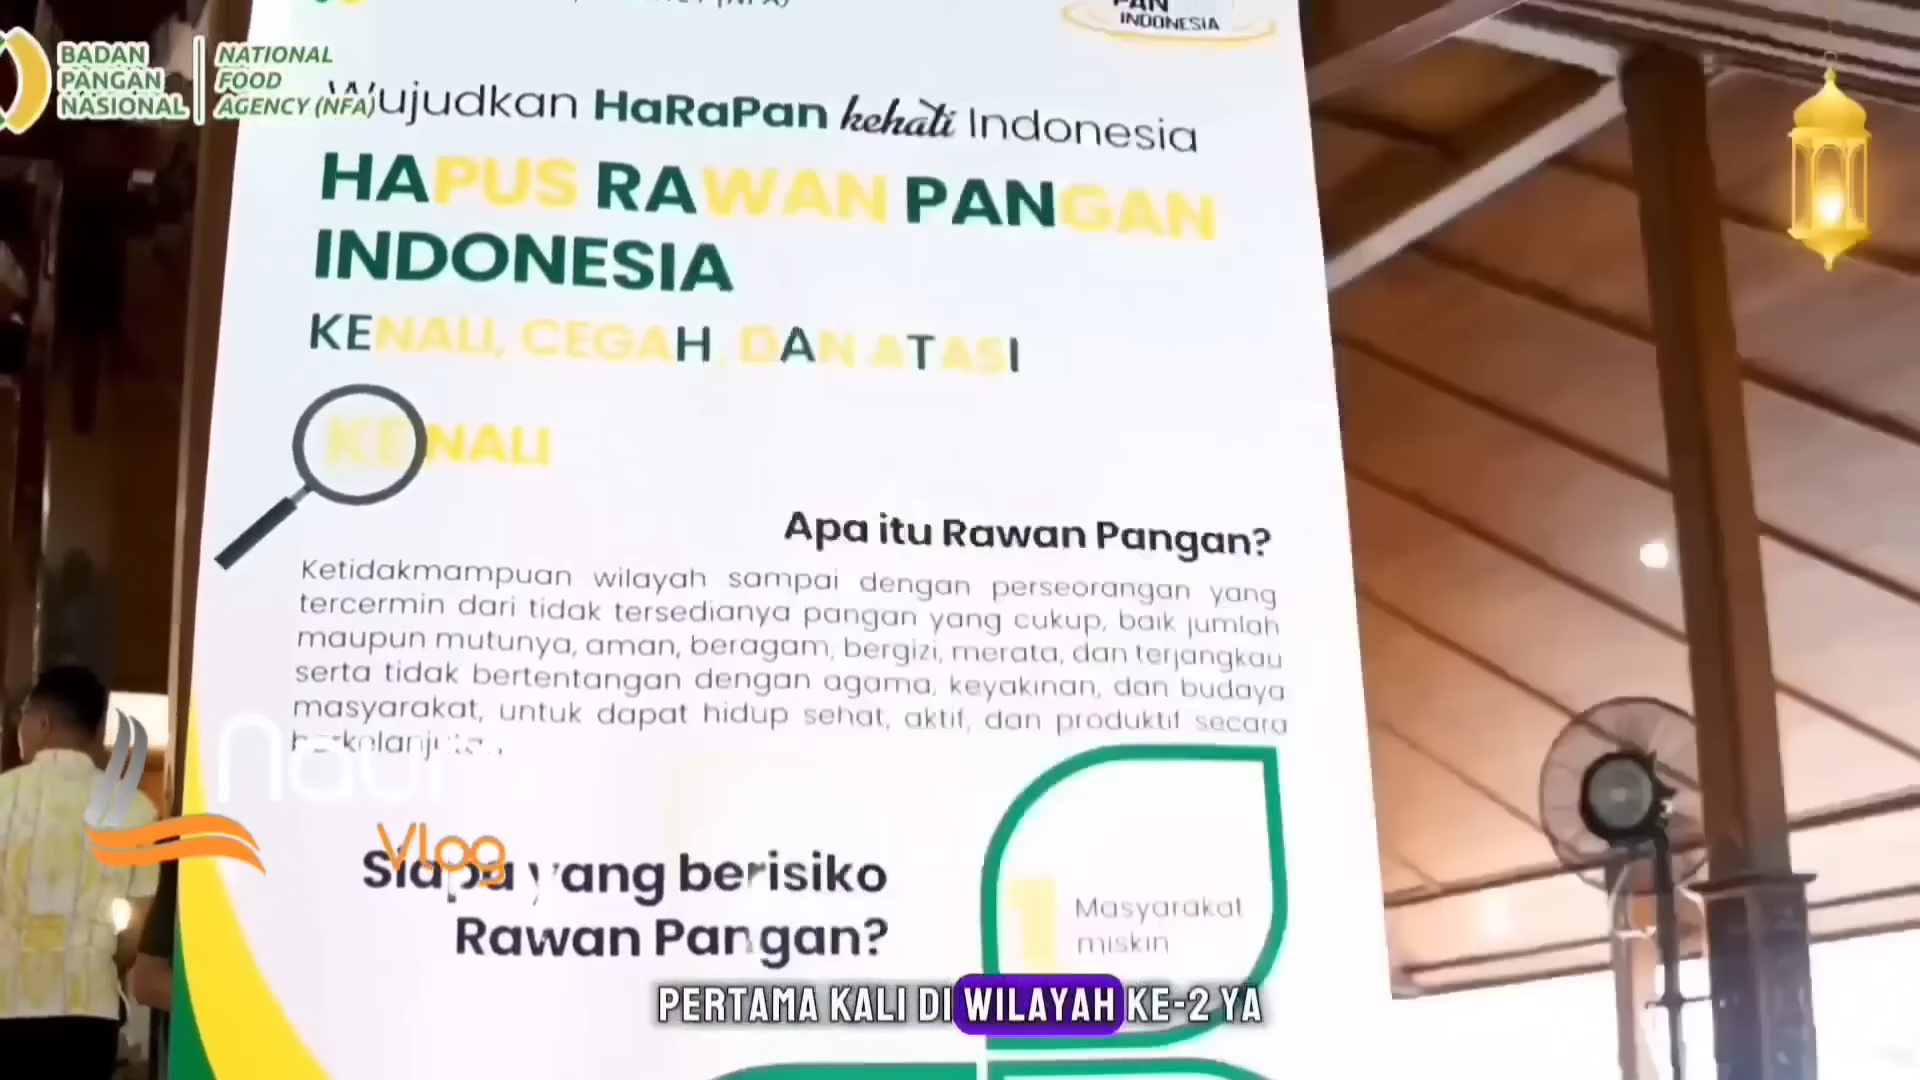 BADAN
PANGAN
NASIONAL
NATIONAL
FOOD
AGENCY (NFA)
PAN
INDONESIA
Wujudkan HaRaPan kehati Indonesia
HAPUS RAWAN PANGAN
INDONESIA
KENALI, CEGAH, DAN ATASI
KENALI
Apa itu Rawan Pangan?
Ketidakmampuan wilayah sampai dengan perseorangan yang
tercermin dari tidak tersedianya pangan yang cukup, baik jumlah
maupun mutunya, aman, beragam, bergizi, merata, dan terjangkau
serta tidak bertentangan dengan agama, keyakinan, dan budaya
masyarakat, untuk dapat hidup sehat, aktif, dan produktif secara
Vlog
Siapa yang berisiko
Rawan Pangan?
1 Masyarakat
miskin
PERTAMA KALI DI WILAYAH KE-2 YA